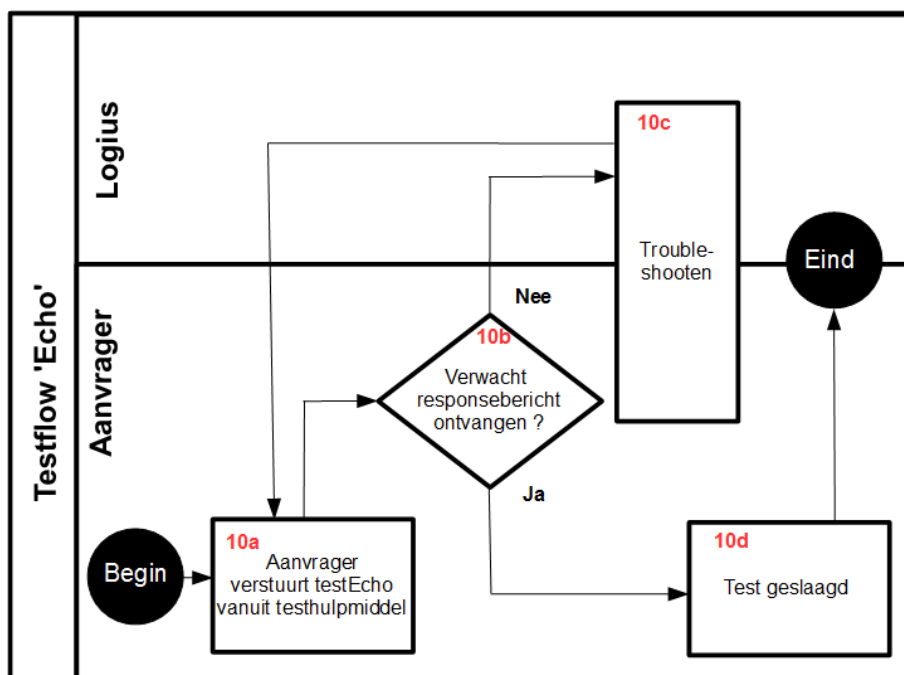 Testflow 'Echo'
Logius
Aanvrager
10c
Trouble-
shooten
Eind
Nee
10b
Verwacht
responsebericht
ontvangen ?
Ja
Begin
10a
Aanvrager
verstuurt testEcho
vanuit testhulpmiddel
10d
Test geslaagd